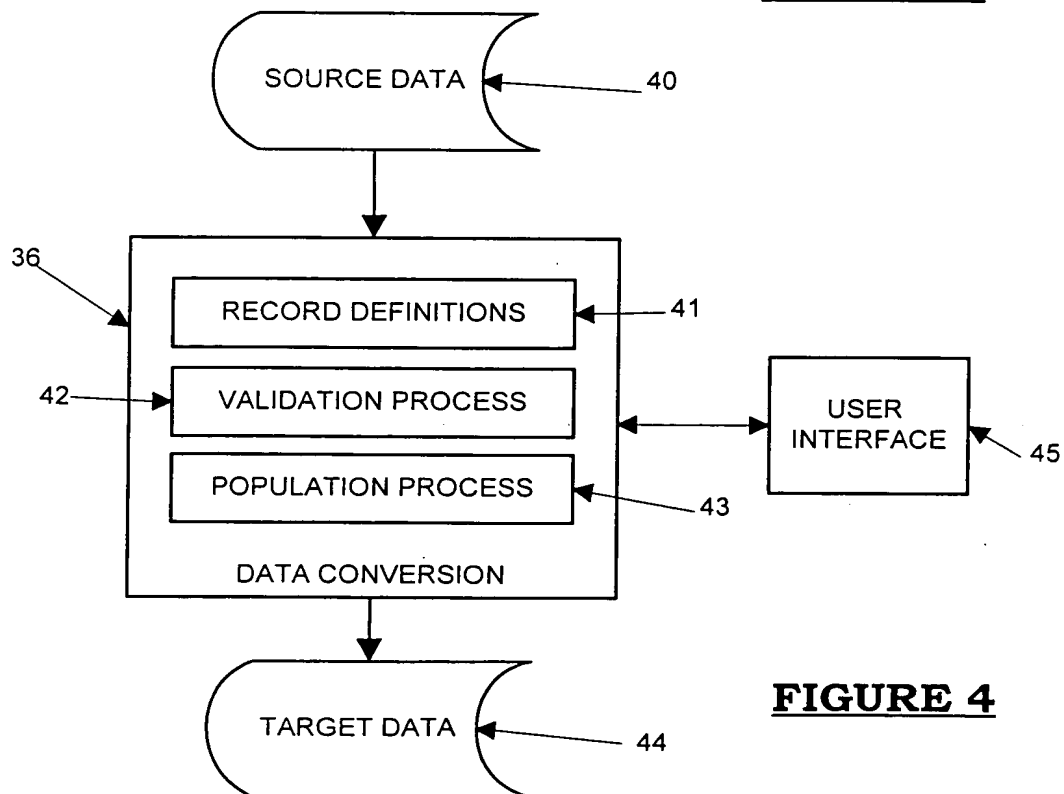 SOURCE DATA
40
36
RECORD DEFINITIONS
41
42
VALIDATION PROCESS
USER
INTERFACE
45
POPULATION PROCESS
43
DATA CONVERSION
TARGET DATA
44
FIGURE 4